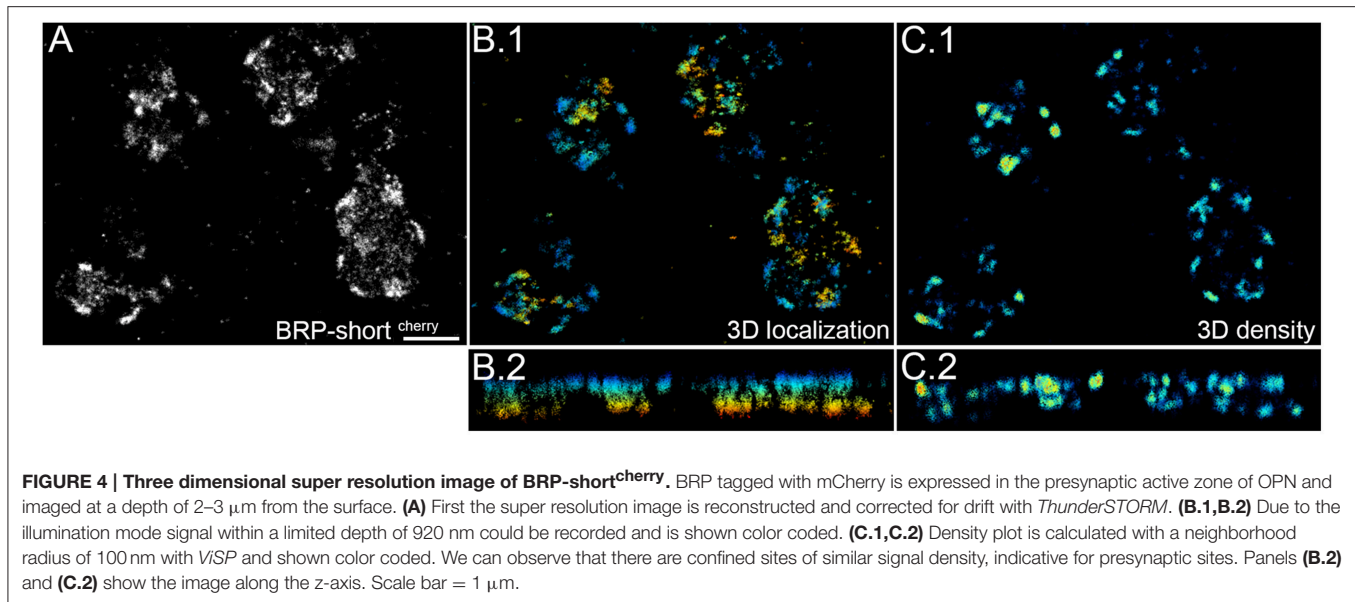 A
B.1
C.1
BRP-short cherry
3D localization
3D density
B.2
C.2
FIGURE 4 | Three dimensional super resolution image of BRP-shortcherry. BRP tagged with mCherry is expressed in the presynaptic active zone of OPN and
imaged at a depth of 2–3 μm from the surface. (A) First the super resolution image is reconstructed and corrected for drift with ThunderSTORM. (B.1,B.2) Due to the
illumination mode signal within a limited depth of 920 nm could be recorded and is shown color coded. (C.1,C.2) Density plot is calculated with a neighborhood
radius of 100 nm with ViSP and shown color coded. We can observe that there are confined sites of similar signal density, indicative for presynaptic sites. Panels (B.2)
and (C.2) show the image along the z-axis. Scale bar = 1 μm.